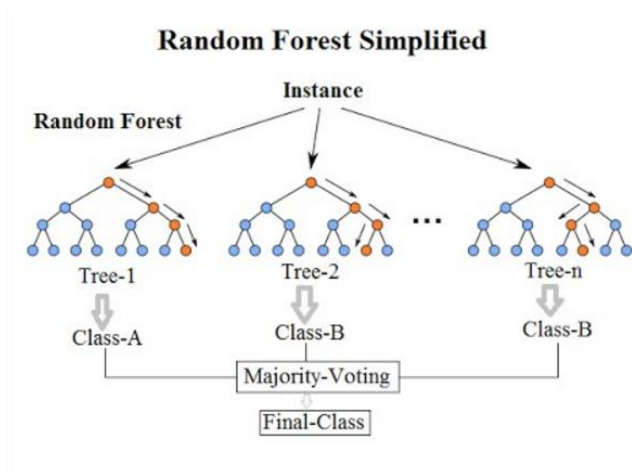 Random Forest Simplified
Instance
Random Forest
...
Tree-1
Tree-2
Tree-n
Class-A
Class-B
Class-B
Majority-Voting
Final-Class